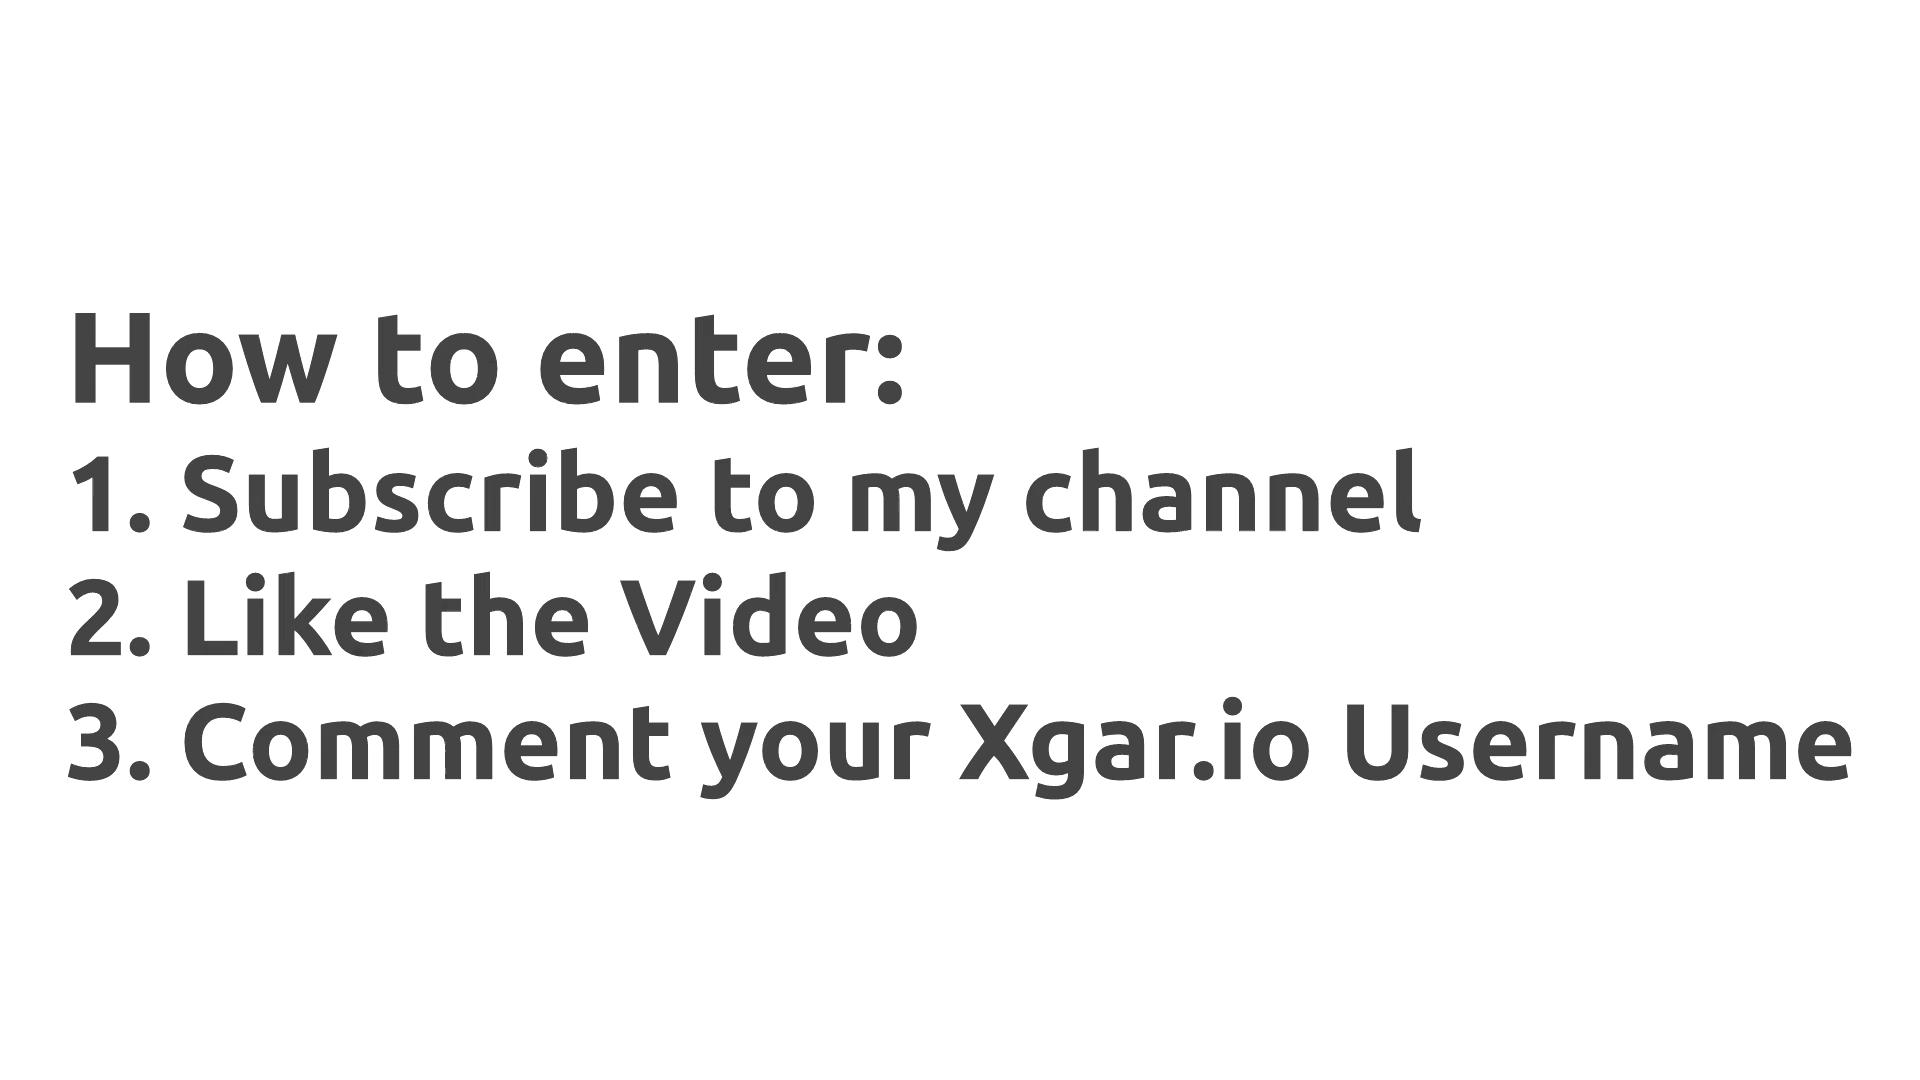 How to enter:
1. Subscribe to my channel
2. Like the Video
3. Comment your Xgar.io Username